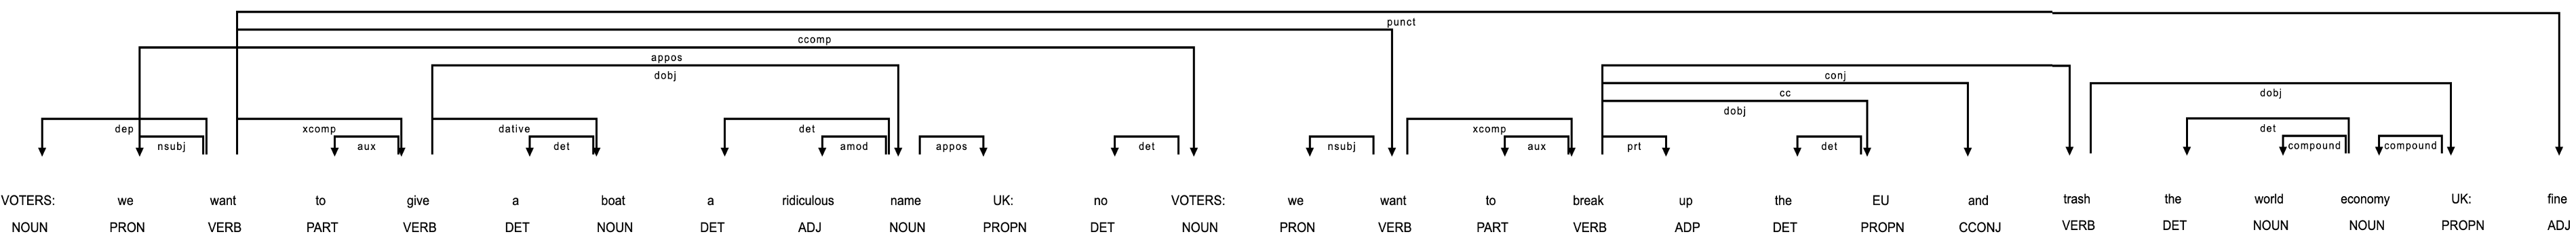 punct
ccomp
appos
dobj
conj
cc
dobj
dobj
dep xcomp dative det xcomp det
nsubj aux det amod appos det nsubj aux prt det compound compound
VOTERS: we want to give a boat a ridiculous name UK: no VOTERS: we want to break up the EU and trash the world economy UK: fine
NOUN PRON VERB PART VERB DET NOUN DET ADJ NOUN PROPN DET NOUN PRON VERB PART VERB ADP DET PROPN CCONJ VERB DET NOUN NOUN PROPN ADJ